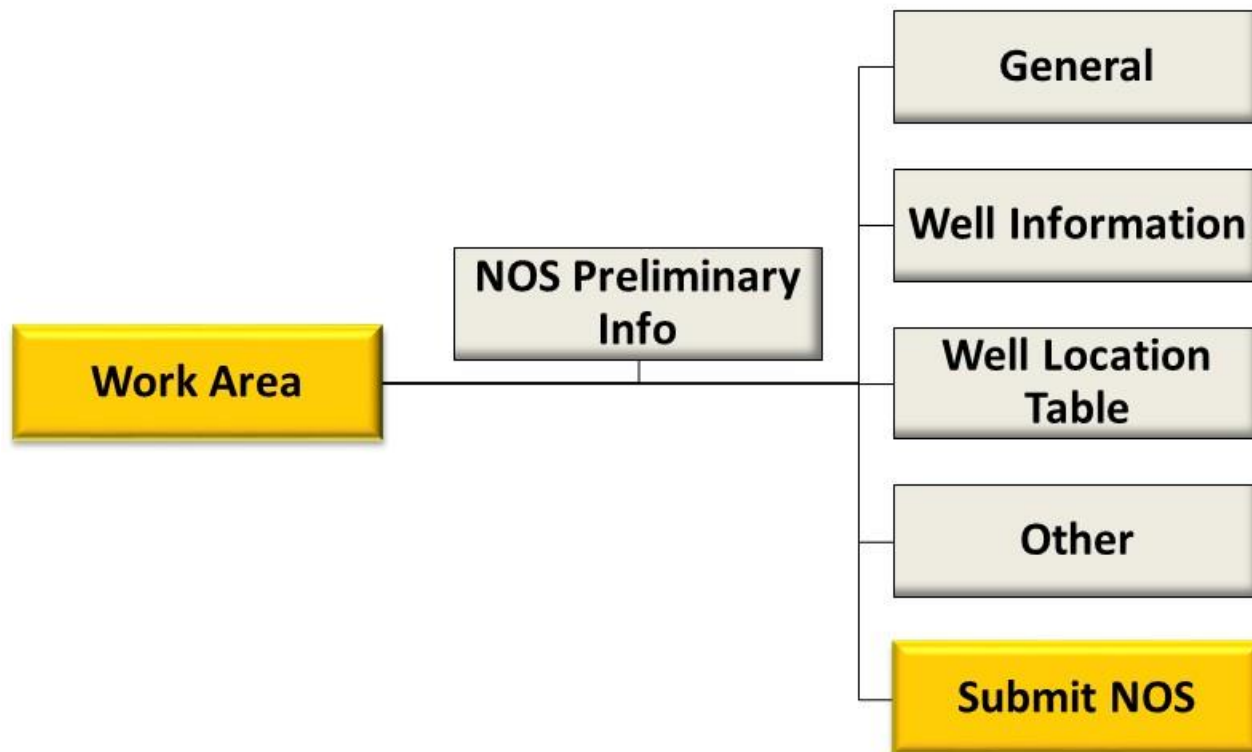 General
Well Information
NOS Preliminary
Info
Work Area
Well Location
Table
Other
Submit NOS